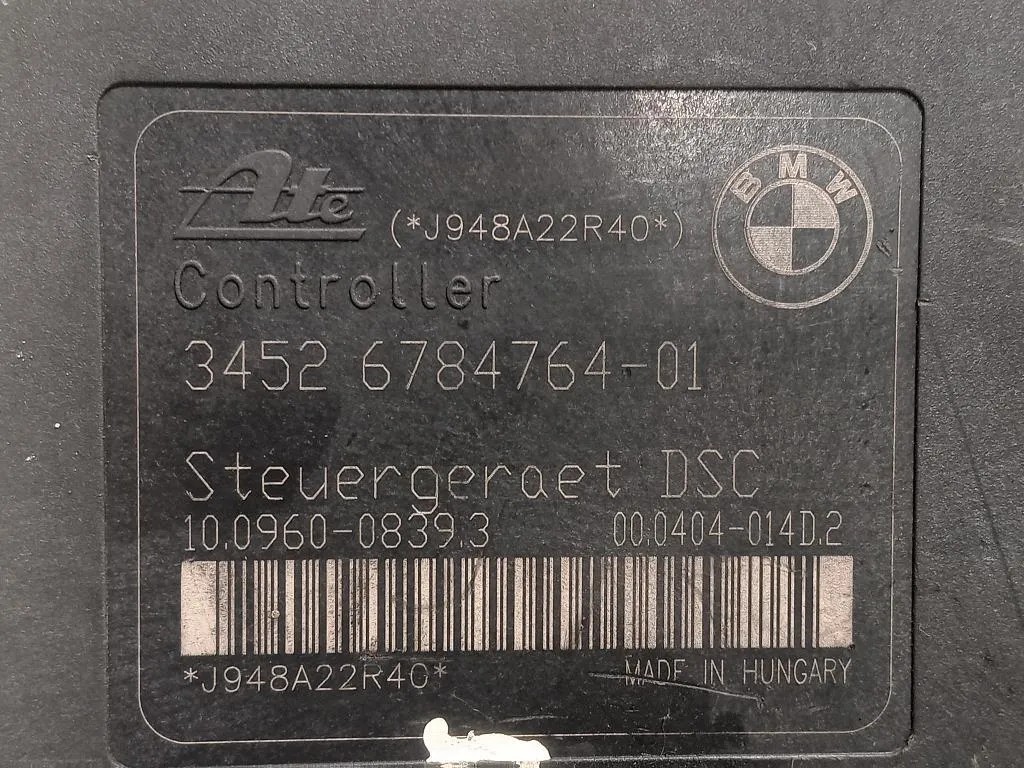 Ate (*J948A22R40*)
BMW
Controller
3452 6784764-01
Steuergeraet DSC
10.0960-0839.3 00.0404-014D.2
*J948A22R40*
MADE IN HUNGARY